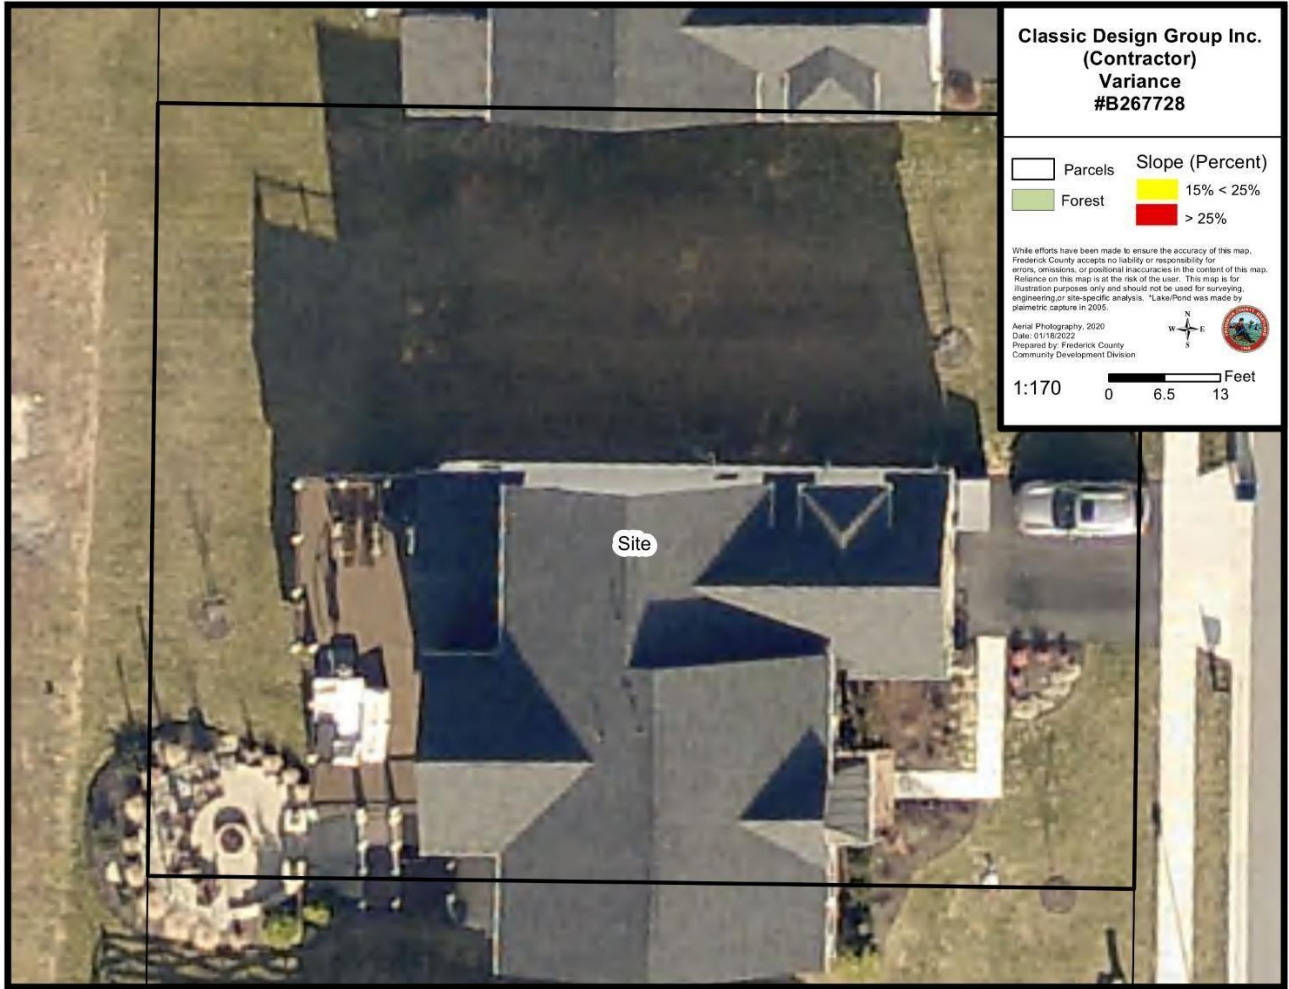 Classic Design Group Inc.
(Contractor)
Variance
#B267728
Parcels
Forest
Slope (Percent)
15% < 25%
> 25%
While efforts have been made to ensure the accuracy of this map,
Frederick County accepts no liability or responsibility for
errors, omissions, or positional inaccuracies in the content of this map.
Reliance on this map is at the risk of the user. This map is for
illustration purposes only and should not be used for surveying,
engineering,or site-specific analysis. *Lake/Pond was made by
plaimetric capture in 2005.
Aerial Photography, 2020
Date: 01/18/2022
Prepared by: Frederick County
Community Development Division
N
W E
S
1:170
Feet
0 6.5 13
Site